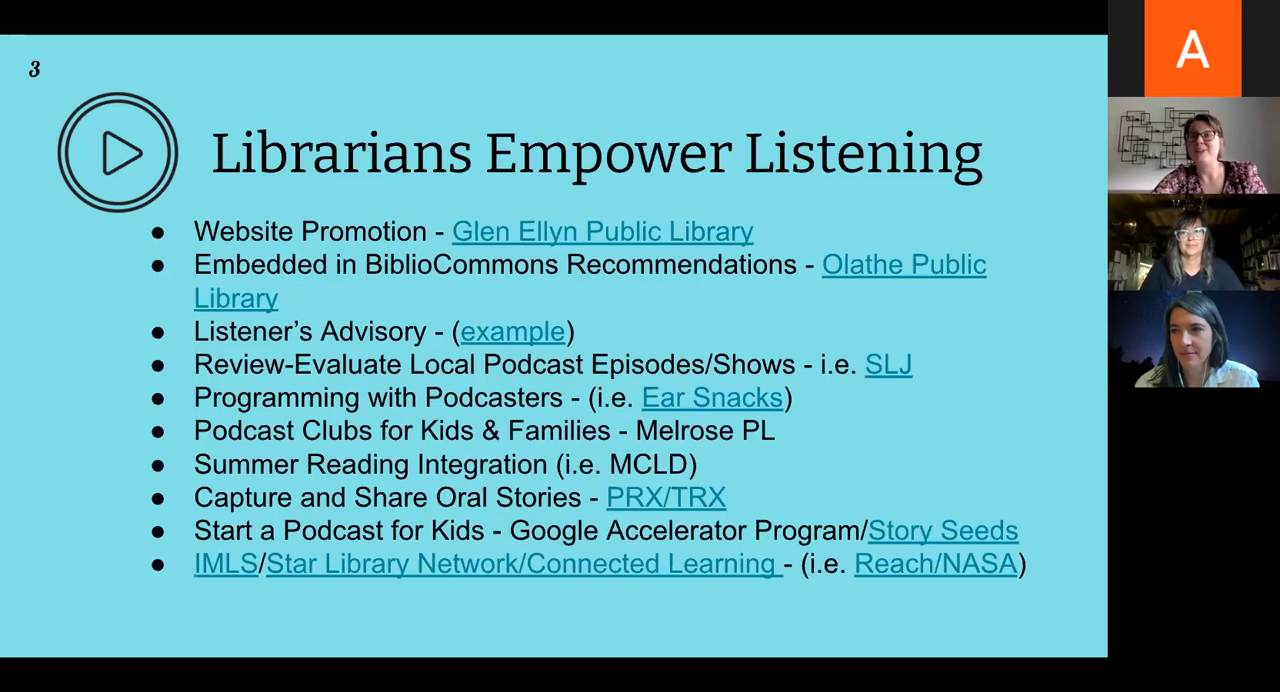 3
Librarians Empower Listening
● Website Promotion - Glen Ellyn Public Library
● Embedded in BiblioCommons Recommendations - Olathe Public
Library
● Listener’s Advisory - (example)
● Review-Evaluate Local Podcast Episodes/Shows - i.e. SLJ
● Programming with Podcasters - (i.e. Ear Snacks)
● Podcast Clubs for Kids & Families - Melrose PL
● Summer Reading Integration (i.e. MCLD)
● Capture and Share Oral Stories - PRX/TRX
● Start a Podcast for Kids - Google Accelerator Program/Story Seeds
● IMLS/Star Library Network/Connected Learning - (i.e. Reach/NASA)
A